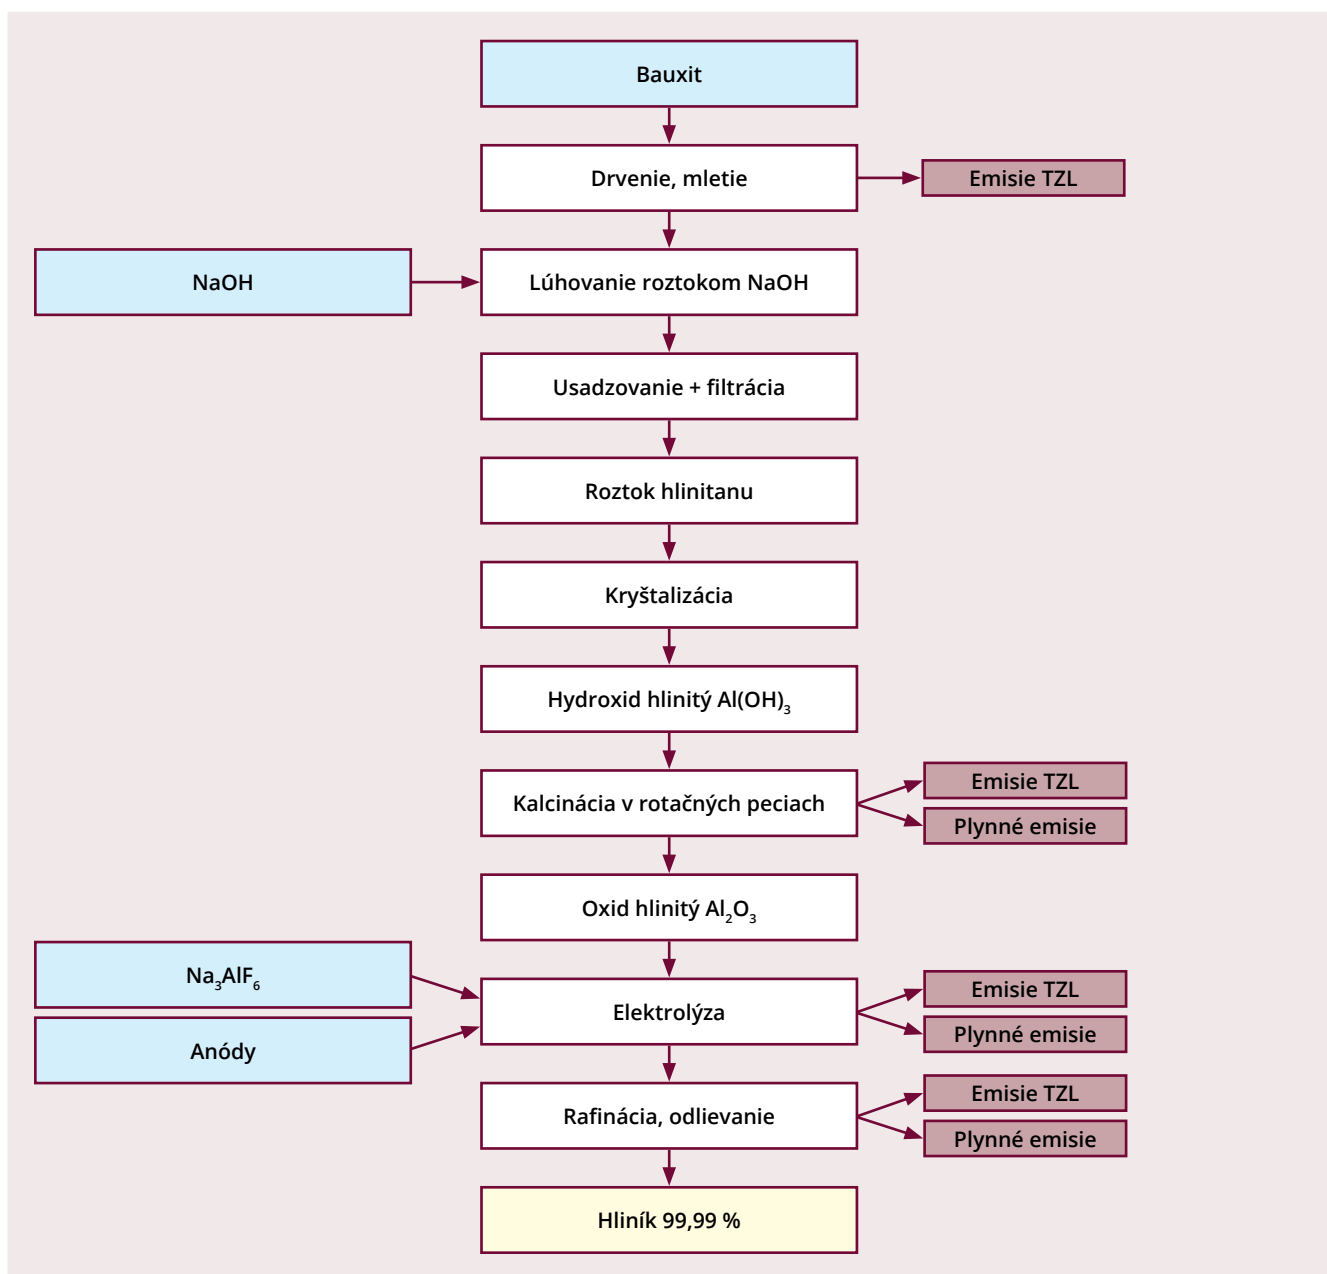 Bauxit
Drvenie, mletie
Emisie TZL
NaOH
Lúhovanie roztokom NaOH
Usadzovanie + filtrácia
Roztok hlinitanu
Kryštalizácia
Hydroxid hlinitý Al(OH)₃
Kalcinácia v rotačných peciach
Emisie TZL
Plynné emisie
Oxid hlinitý Al₂O₃
Na₃AlF₆
Anódy
Elektrolýza
Emisie TZL
Plynné emisie
Rafinácia, odlievanie
Emisie TZL
Plynné emisie
Hliník 99,99 %